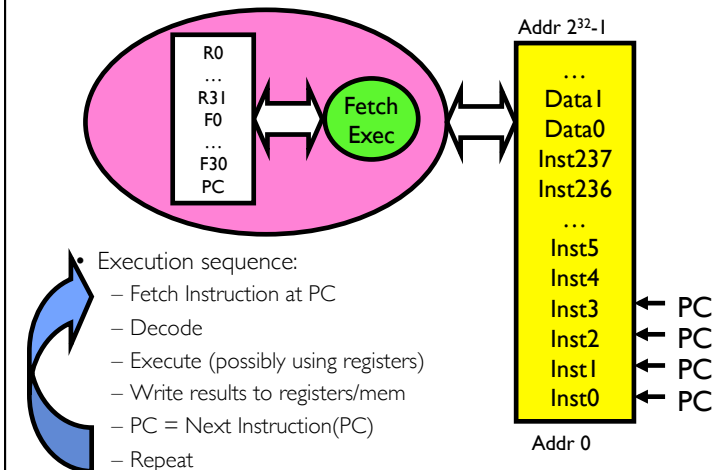 R0
…
R31
F0
…
F30
PC
Fetch
Exec
Addr 2³²-1
…
Data1
Data0
Inst237
Inst236
…
Inst5
Inst4
Inst3
Inst2
Inst1
Inst0
PC
PC
PC
PC
Addr 0
• Execution sequence:
– Fetch Instruction at PC
– Decode
– Execute (possibly using registers)
– Write results to registers/mem
– PC = Next Instruction(PC)
– Repeat